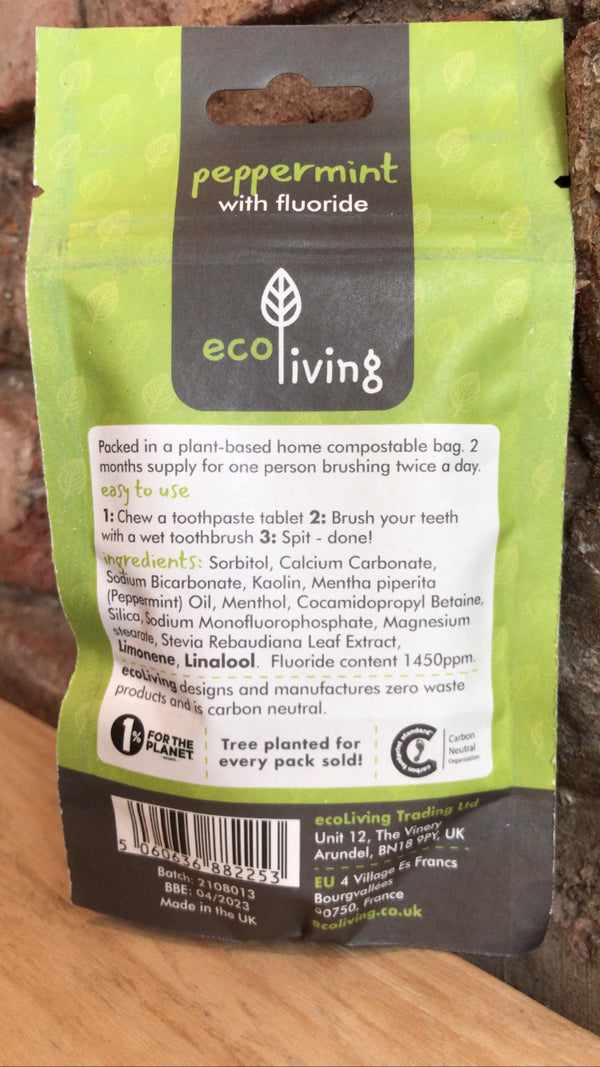 peppermint
with fluoride
ecoliving
Packed in a plant-based home compostable bag. 2
months supply for one person brushing twice a day.
easy to use
1: Chew a toothpaste tablet 2: Brush your teeth
with a wet toothbrush 3: Spit - done!
ingredients: Sorbitol, Calcium Carbonate,
Sodium Bicarbonate, Kaolin, Mentha piperita
(Peppermint) Oil, Menthol, Cocamidopropyl Betaine,
Silica, Sodium Monofluorophosphate, Magnesium
stearate, Stevia Rebaudiana Leaf Extract,
Limonene, Linalool. Fluoride content 1450ppm.
ecoLiving designs and manufactures zero waste
products and is carbon neutral.
1% FOR THE
PLANET
Tree planted for
every pack sold!
carbon footprint standard
Carbon
Neutral
Organisation
5 060636 882253
Batch: 2108013
BBE: 04/2023
Made in the UK
ecoLiving Trading Ltd
Unit 12, The Vinery
Arundel, BN18 9PY, UK
EU 4 Village Es Francs
Bourgvallées
50750, France
ecoliving.co.uk